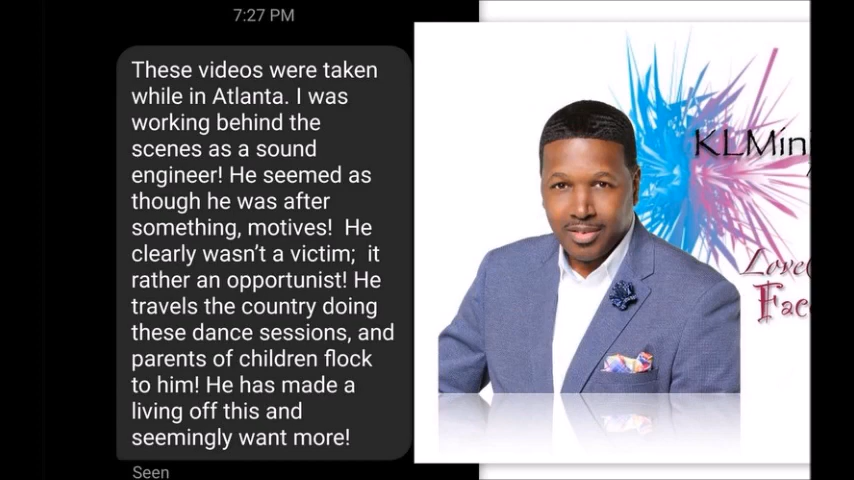 7:27 PM
These videos were taken
while in Atlanta. I was
working behind the
scenes as a sound
engineer! He seemed as
though he was after
something, motives!  He
clearly wasn't a victim;  it
rather an opportunist! He
travels the country doing
these dance sessions, and
parents of children flock
to him! He has made a
living off this and
seemingly want more!
Seen
KLMin
Love
Fac